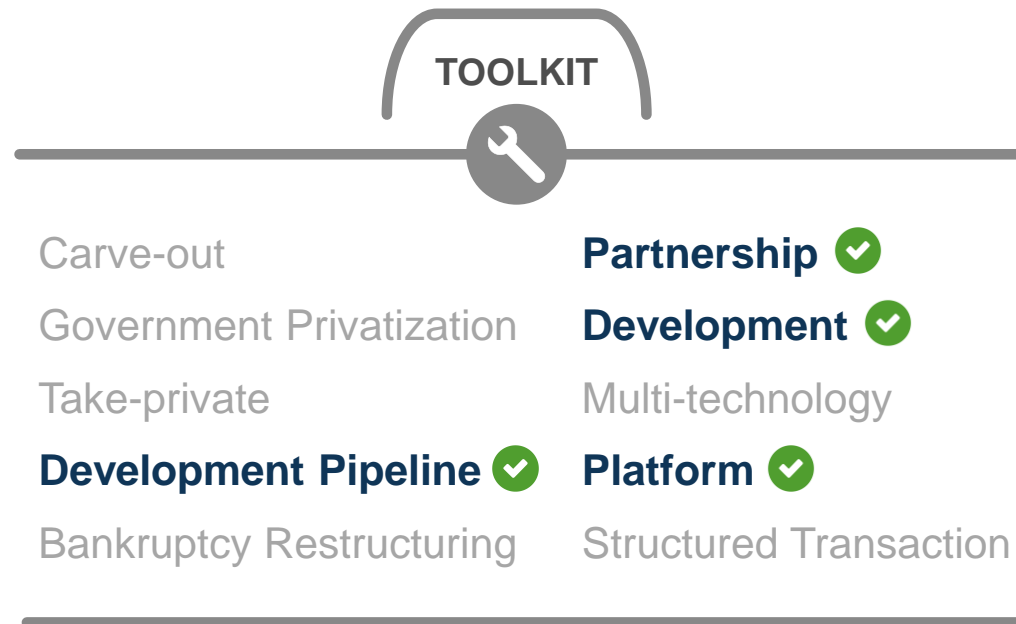 TOOLKIT
Carve-out
Government Privatization
Take-private
Development Pipeline
Bankruptcy Restructuring
Partnership
Development
Multi-technology
Platform
Structured Transaction